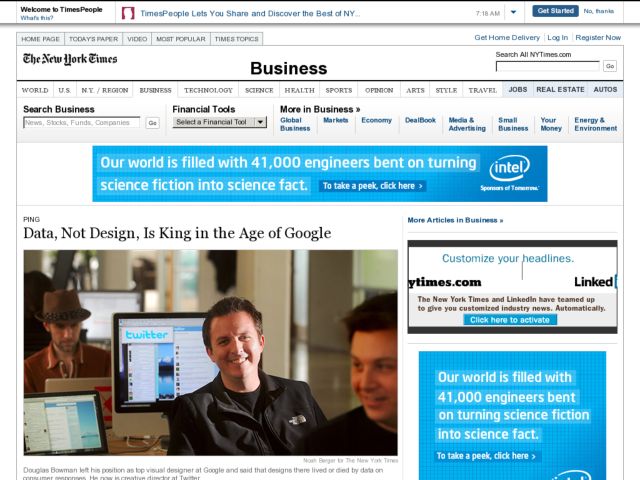 Welcome to TimesPeople
What's this?
TimesPeople Lets You Share and Discover the Best of NY...
7:18 AM
Get Started
No, thanks
HOME PAGE
TODAY'S PAPER
VIDEO
MOST POPULAR
TIMES TOPICS
Get Home Delivery
Log In
Register Now
The New York Times
Business
Search All NYTimes.com
Go
WORLD
U.S.
N.Y. / REGION
BUSINESS
TECHNOLOGY
SCIENCE
HEALTH
SPORTS
OPINION
ARTS
STYLE
TRAVEL
JOBS
REAL ESTATE
AUTOS
Search Business
News, Stocks, Funds, Companies
Go
Financial Tools
Select a Financial Tool
More in Business »
Global Business
Markets
Economy
DealBook
Media & Advertising
Small Business
Your Money
Energy & Environment
Our world is filled with 41,000 engineers bent on turning
science fiction into science fact. To take a peek, click here >
intel
Sponsors of Tomorrow.
PING
Data, Not Design, Is King in the Age of Google
twitter
Noah Berger for The New York Times
Douglas Bowman left his position as top visual designer at Google and said that designs there lived or died by data on
consumer responses. He now is creative director at Twitter.
More Articles in Business »
Customize your headlines.
ytimes.com
Linked
The New York Times and LinkedIn have teamed up
to give you customized industry news. Automatically.
Click here to activate
Our world is filled with
41,000 engineers bent
on turning science fiction
into science fact.
To take a peek, click here >